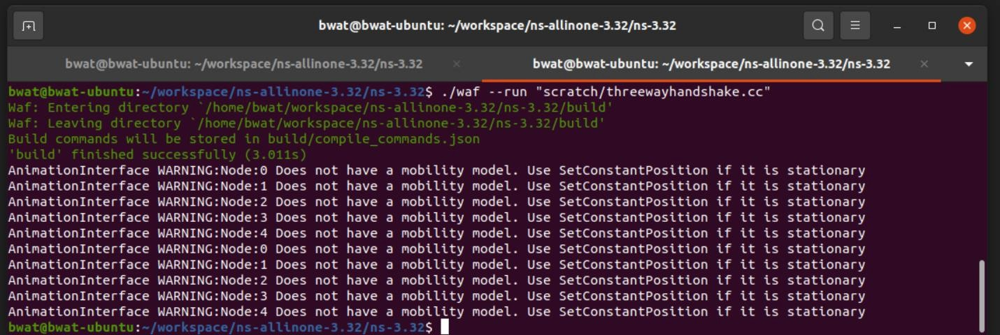 bwat@bwat-ubuntu: ~/workspace/ns-allinone-3.32/ns-3.32
bwat@bwat-ubuntu: ~/workspace/ns-allinone-3.32/ns-3.32
bwat@bwat-ubuntu: ~/workspace/ns-allinone-3.32/ns-3.32
bwat@bwat-ubuntu:~/workspace/ns-allinone-3.32/ns-3.32$ ./waf --run "scratch/threewayhandshake.cc"
Waf: Entering directory `/home/bwat/workspace/ns-allinone-3.32/ns-3.32/build'
Waf: Leaving directory `/home/bwat/workspace/ns-allinone-3.32/ns-3.32/build'
Build commands will be stored in build/compile_commands.json
'build' finished successfully (3.011s)
AnimationInterface WARNING:Node:0 Does not have a mobility model. Use SetConstantPosition if it is stationary
AnimationInterface WARNING:Node:1 Does not have a mobility model. Use SetConstantPosition if it is stationary
AnimationInterface WARNING:Node:2 Does not have a mobility model. Use SetConstantPosition if it is stationary
AnimationInterface WARNING:Node:3 Does not have a mobility model. Use SetConstantPosition if it is stationary
AnimationInterface WARNING:Node:4 Does not have a mobility model. Use SetConstantPosition if it is stationary
AnimationInterface WARNING:Node:0 Does not have a mobility model. Use SetConstantPosition if it is stationary
AnimationInterface WARNING:Node:1 Does not have a mobility model. Use SetConstantPosition if it is stationary
AnimationInterface WARNING:Node:2 Does not have a mobility model. Use SetConstantPosition if it is stationary
AnimationInterface WARNING:Node:3 Does not have a mobility model. Use SetConstantPosition if it is stationary
AnimationInterface WARNING:Node:4 Does not have a mobility model. Use SetConstantPosition if it is stationary
bwat@bwat-ubuntu:~/workspace/ns-allinone-3.32/ns-3.32$